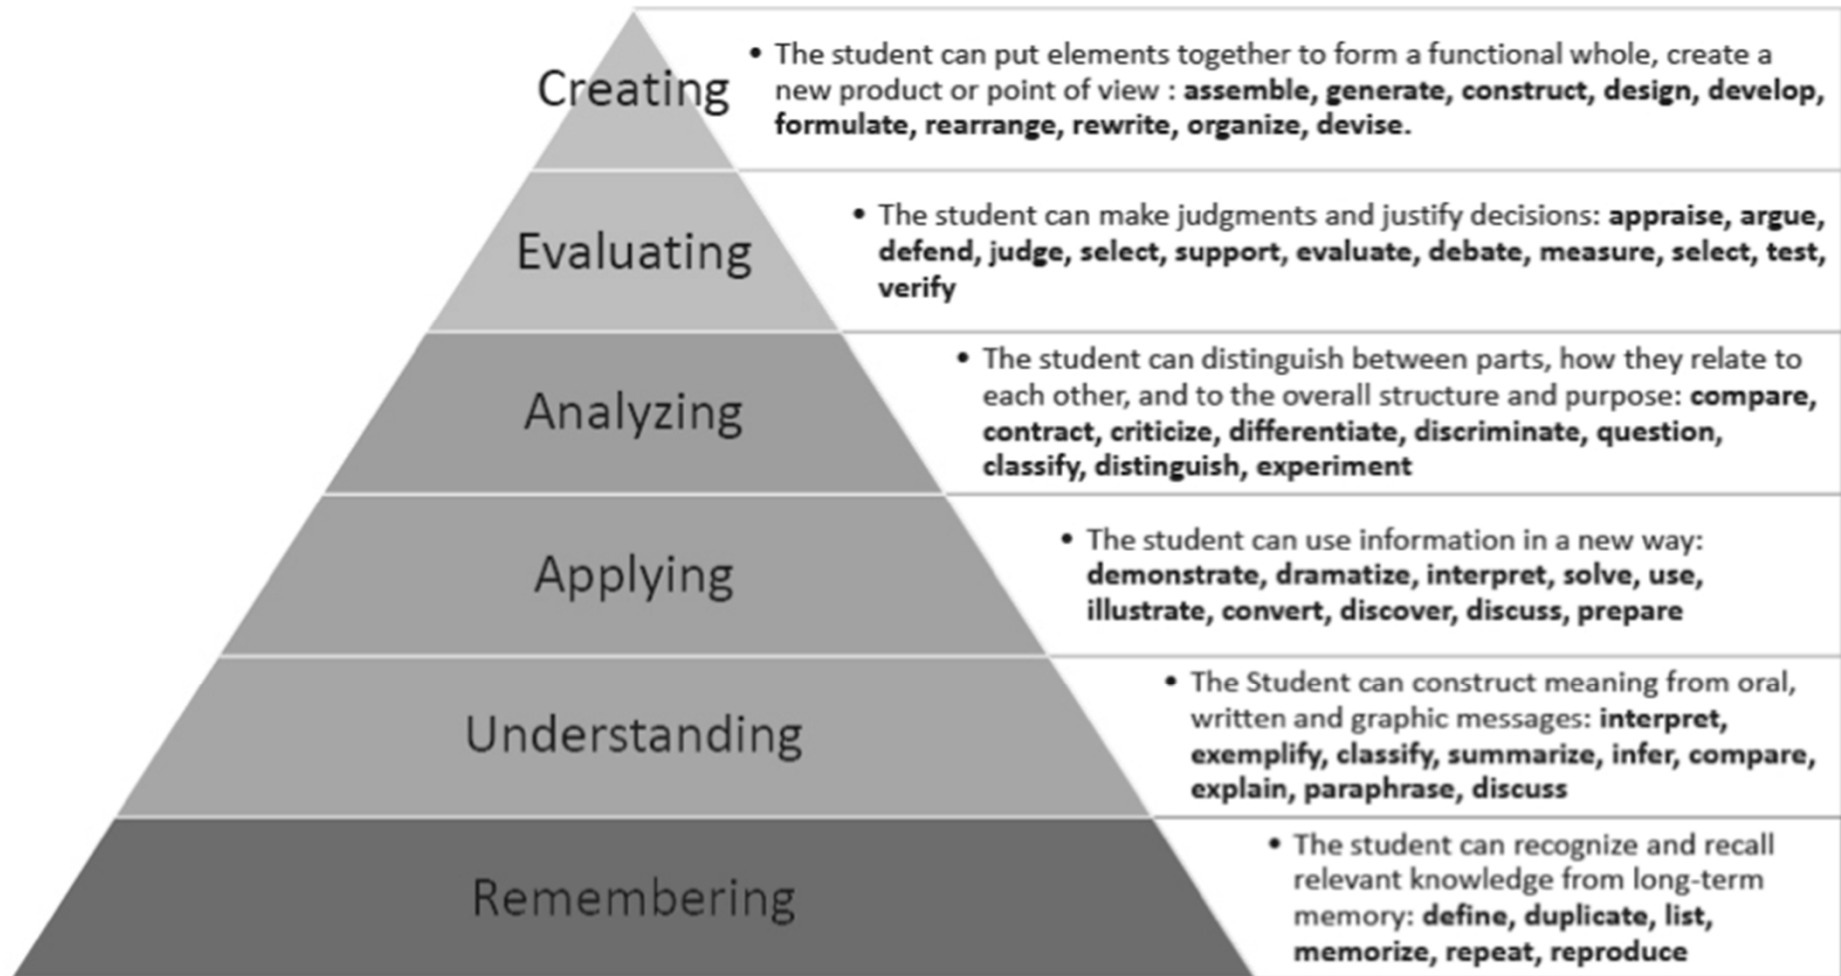 Creating
• The student can put elements together to form a functional whole, create a
new product or point of view : assemble, generate, construct, design, develop,
formulate, rearrange, rewrite, organize, devise.
Evaluating
• The student can make judgments and justify decisions: appraise, argue,
defend, judge, select, support, evaluate, debate, measure, select, test,
verify
Analyzing
• The student can distinguish between parts, how they relate to
each other, and to the overall structure and purpose: compare,
contract, criticize, differentiate, discriminate, question,
classify, distinguish, experiment
Applying
• The student can use information in a new way:
demonstrate, dramatize, interpret, solve, use,
illustrate, convert, discover, discuss, prepare
Understanding
• The Student can construct meaning from oral,
written and graphic messages: interpret,
exemplify, classify, summarize, infer, compare,
explain, paraphrase, discuss
Remembering
• The student can recognize and recall
relevant knowledge from long-term
memory: define, duplicate, list,
memorize, repeat, reproduce